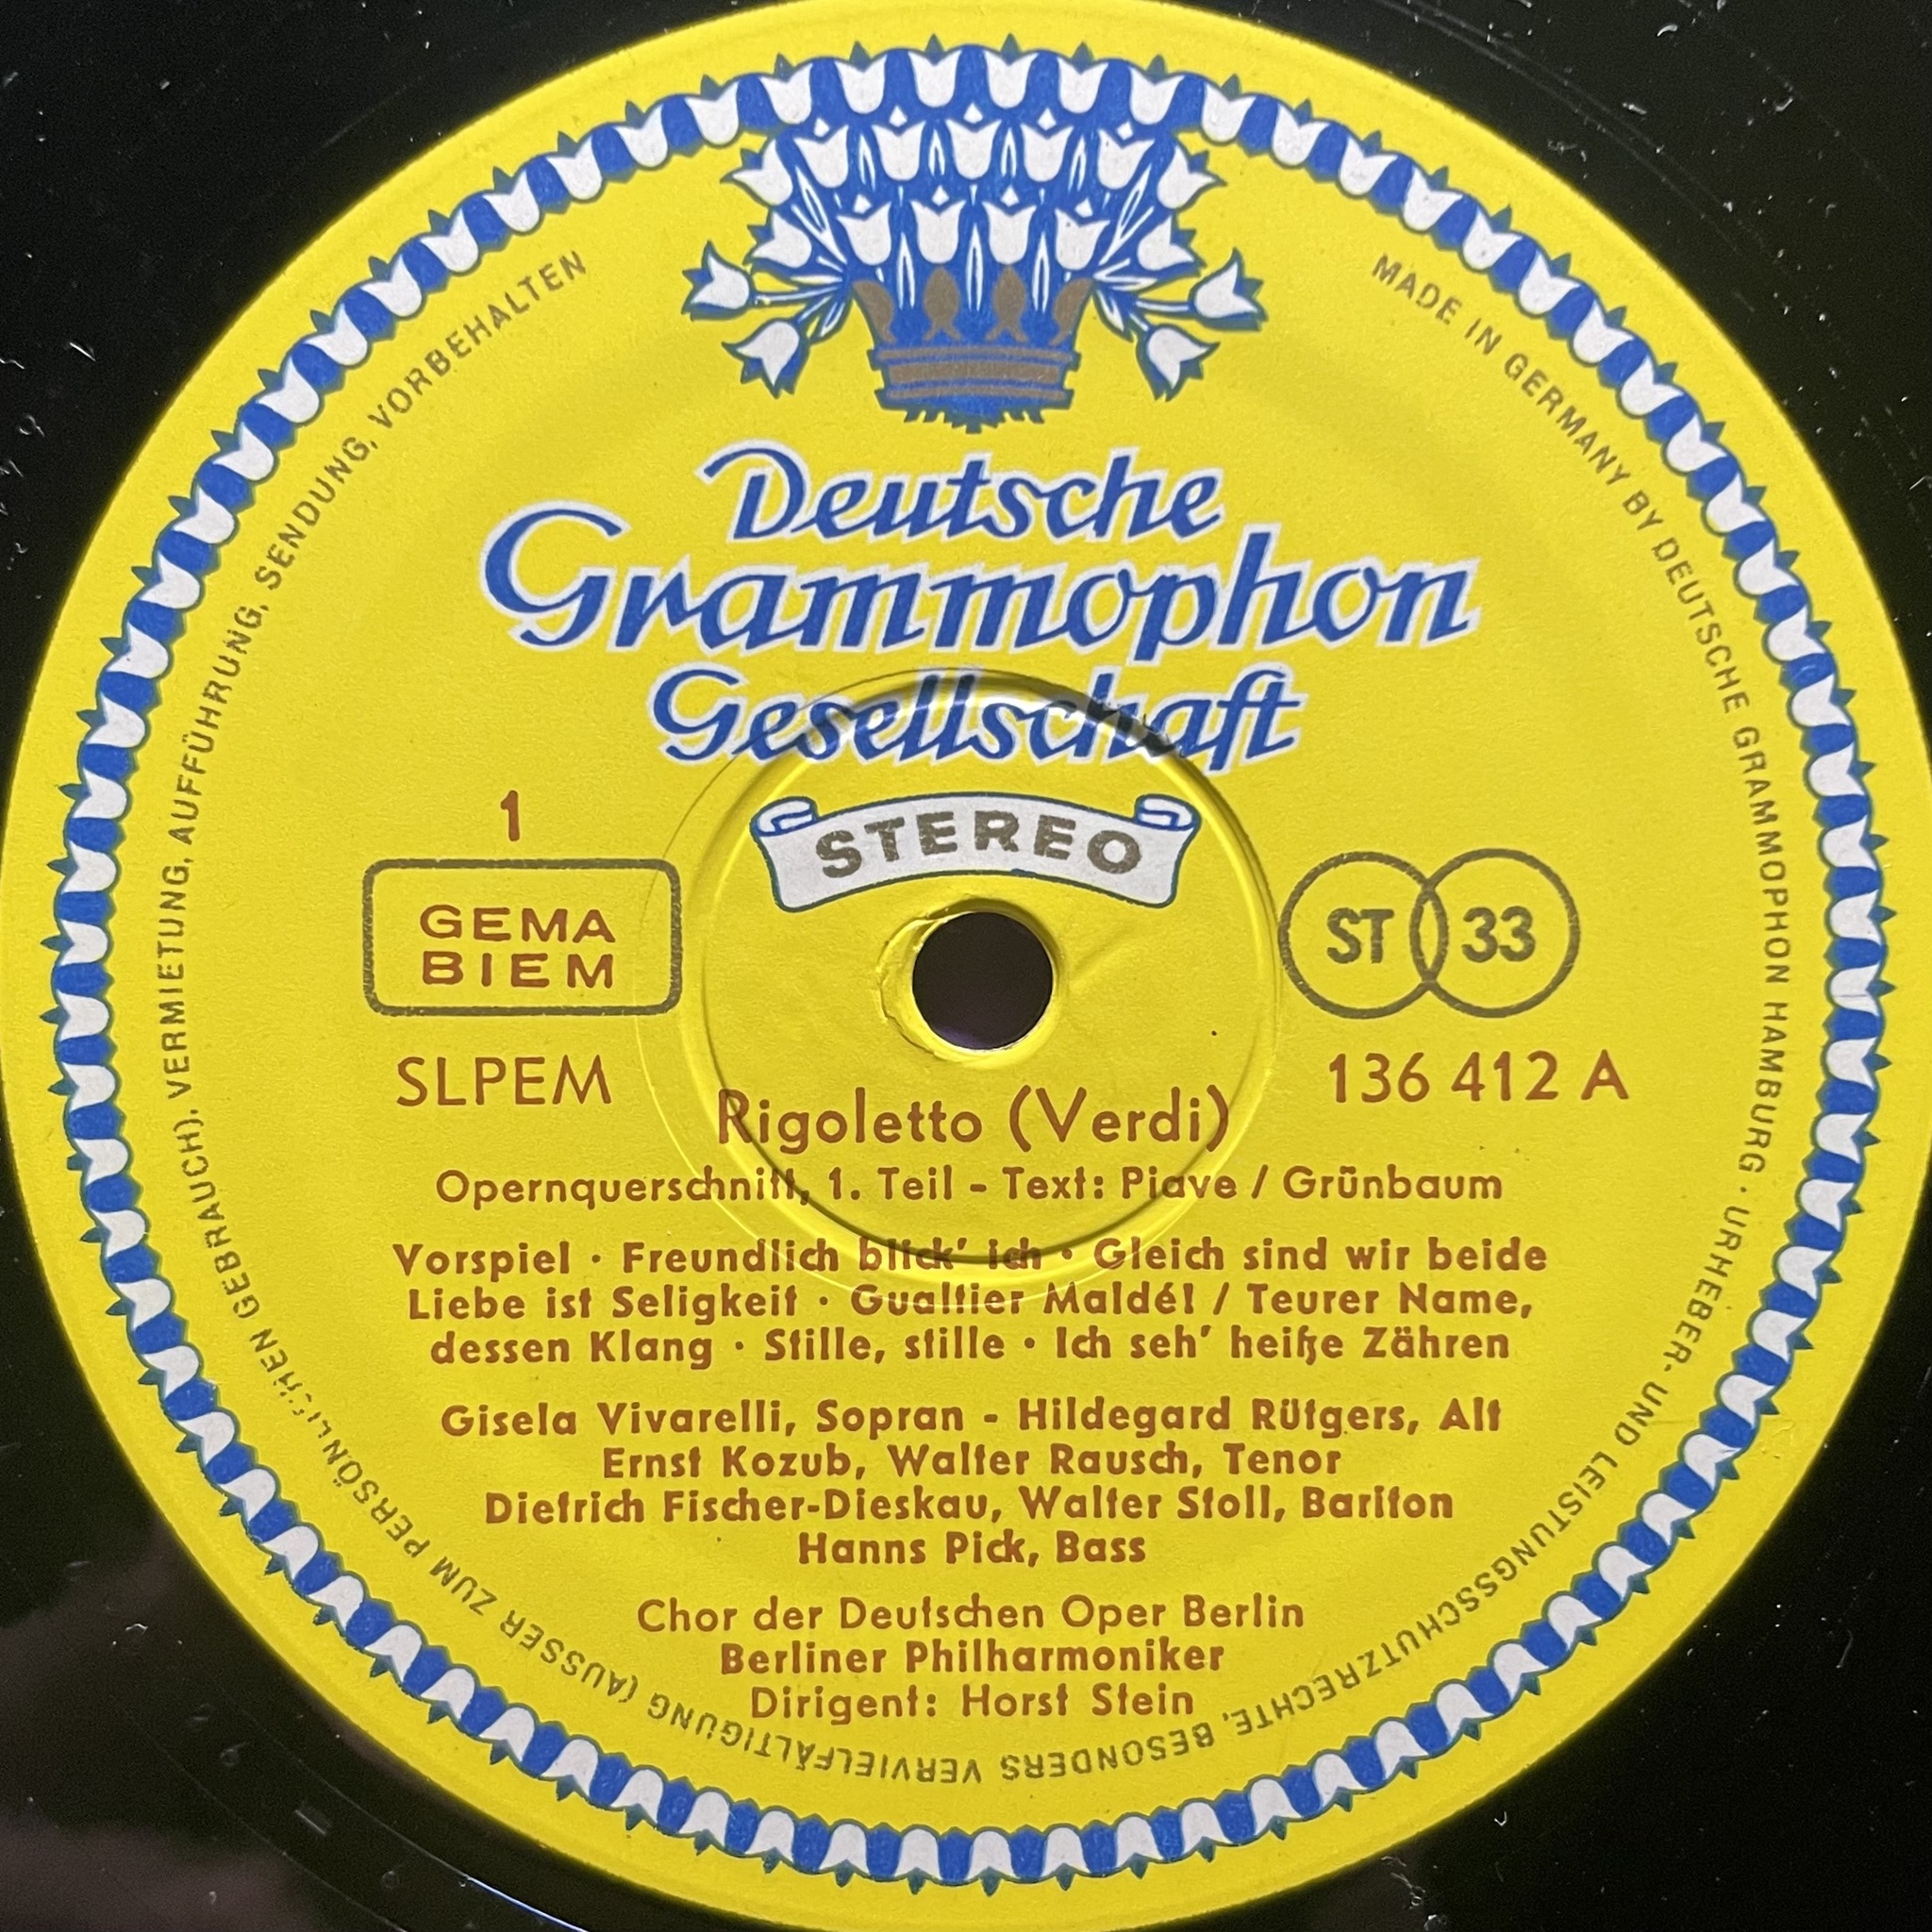 Deutsche
Grammophon
Gesellschaft
STEREO
1
GEMA
BIEM
ST 33
SLPEM
136 412 A
Rigoletto (Verdi)
Opernquerschnitt, 1. Teil - Text: Piave / Grünbaum
Vorspiel · Freundlich blick' ich · Gleich sind wir beide
Liebe ist Seligkeit · Gualtier Maldé! / Teurer Name,
dessen Klang · Stille, stille · Ich seh' heiße Zähren
Gisela Vivarelli, Sopran - Hildegard Rütgers, Alt
Ernst Kozub, Walter Rausch, Tenor
Dietrich Fischer-Dieskau, Walter Stoll, Bariton
Hanns Pick, Bass
Chor der Deutschen Oper Berlin
Berliner Philharmoniker
Dirigent: Horst Stein
MADE IN GERMANY BY DEUTSCHE GRAMMOPHON HAMBURG · URHEBER- UND LEISTUNGSSCHUTZRECHTE, BESONDERS VERVIELFÄLTIGUNG (AUSSER ZUM PERSÖNLICHEN GEBRAUCH), VERMIETUNG, AUFFÜHRUNG, SENDUNG, VORBEHALTEN